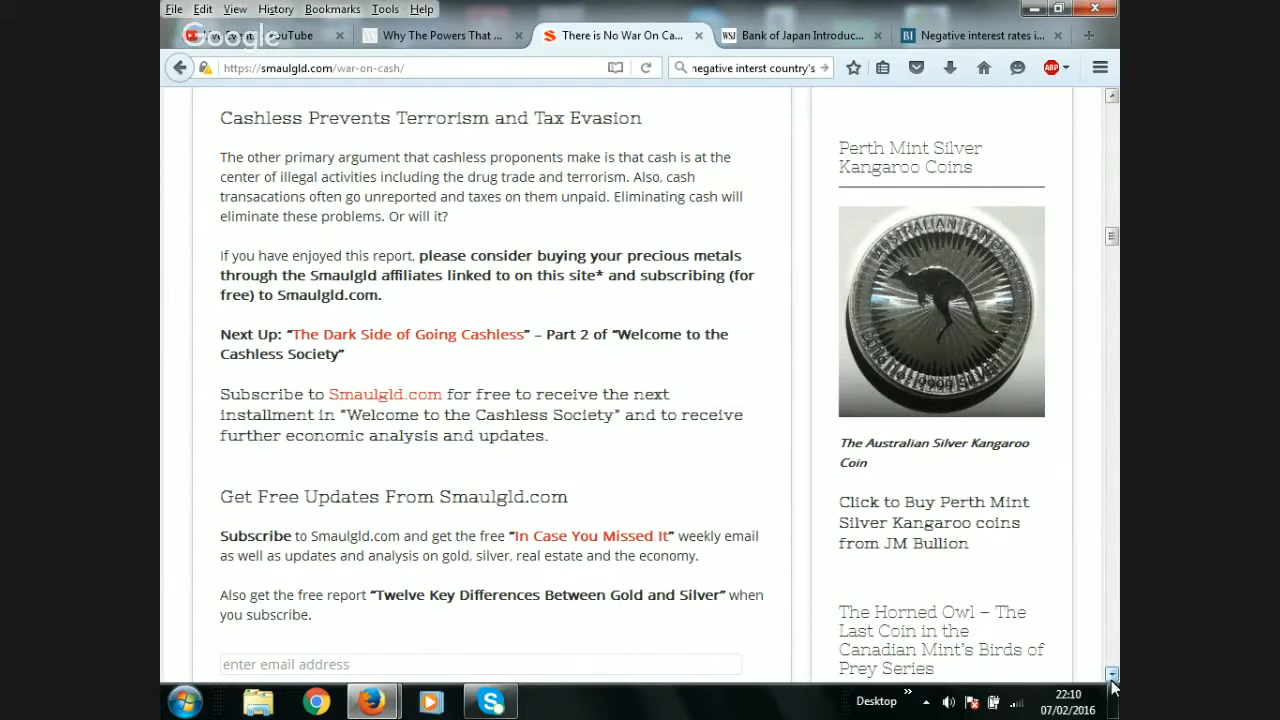 File Edit View History Bookmarks Tools Help
Google
YouTube
Why The Powers That ...
There is No War On Ca...
WSJ Bank of Japan Introduc...
BI Negative interest rates i...
https://smaulgld.com/war-on-cash/
negative interst country's
ABP
Cashless Prevents Terrorism and Tax Evasion
The other primary argument that cashless proponents make is that cash is at the
center of illegal activities including the drug trade and terrorism. Also, cash
transacations often go unreported and taxes on them unpaid. Eliminating cash will
eliminate these problems. Or will it?
If you have enjoyed this report, please consider buying your precious metals
through the Smaulgld affiliates linked to on this site* and subscribing (for
free) to Smaulgld.com.
Next Up: "The Dark Side of Going Cashless" – Part 2 of "Welcome to the
Cashless Society"
Subscribe to Smaulgld.com for free to receive the next
installment in "Welcome to the Cashless Society" and to receive
further economic analysis and updates.
Get Free Updates From Smaulgld.com
Subscribe to Smaulgld.com and get the free "In Case You Missed It" weekly email
as well as updates and analysis on gold, silver, real estate and the economy.
Also get the free report "Twelve Key Differences Between Gold and Silver" when
you subscribe.
enter email address
Perth Mint Silver
Kangaroo Coins
AUSTRALIAN KANGAROO
2016 1oz 9999 SILVER
The Australian Silver Kangaroo
Coin
Click to Buy Perth Mint
Silver Kangaroo coins
from JM Bullion
The Horned Owl – The
Last Coin in the
Canadian Mint's Birds of
Prey Series
Desktop
22:10
07/02/2016